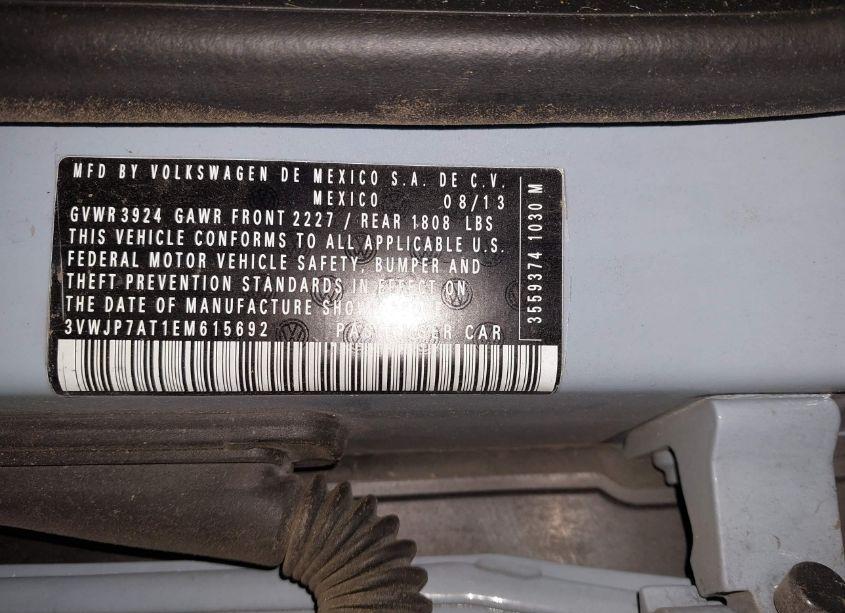 MFD BY VOLKSWAGEN DE MEXICO S.A. DE C.V.
MEXICO 08/13
GVWR 3924 GAWR FRONT 2227 / REAR 1808 LBS
THIS VEHICLE CONFORMS TO ALL APPLICABLE U.S.
FEDERAL MOTOR VEHICLE SAFETY, BUMPER AND
THEFT PREVENTION STANDARDS IN EFFECT ON
THE DATE OF MANUFACTURE
3VWJP7AT1EM615692 CAR
3559374 1030 M